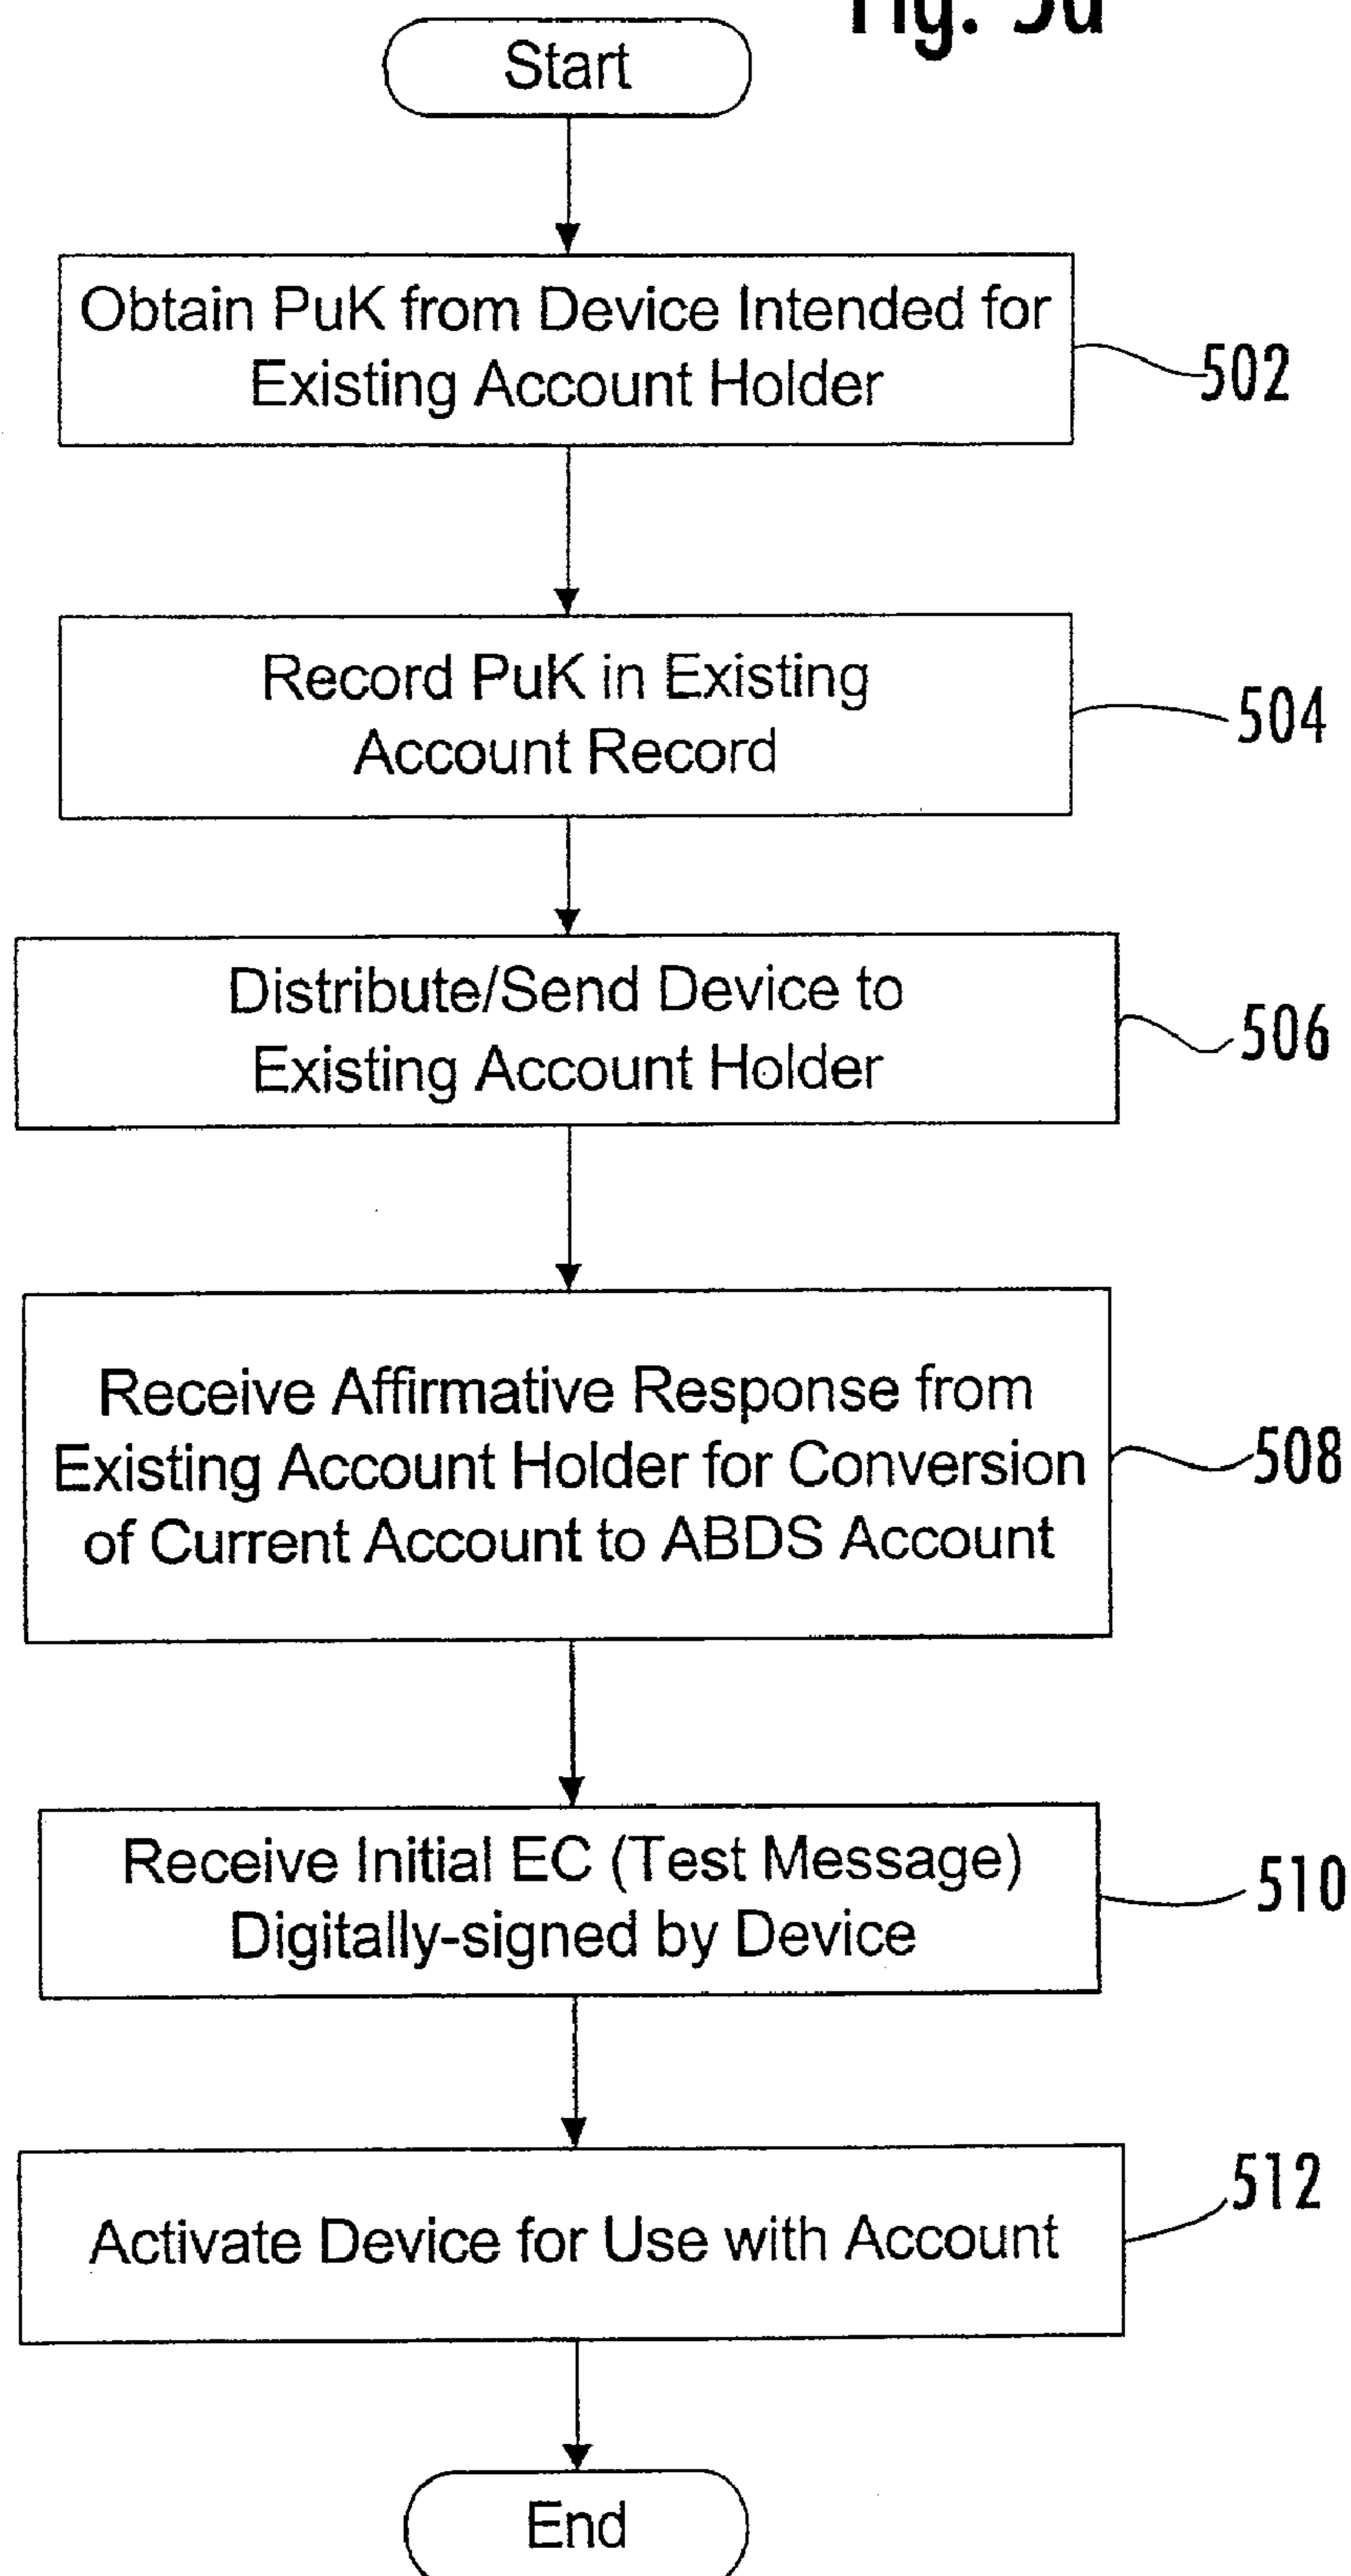 Fig. 5a
Start
Obtain PuK from Device Intended for
Existing Account Holder
502
Record PuK in Existing
Account Record
504
Distribute/Send Device to
Existing Account Holder
506
Receive Affirmative Response from
Existing Account Holder for Conversion
of Current Account to ABDS Account
508
Receive Initial EC (Test Message)
Digitally-signed by Device
510
Activate Device for Use with Account
512
End